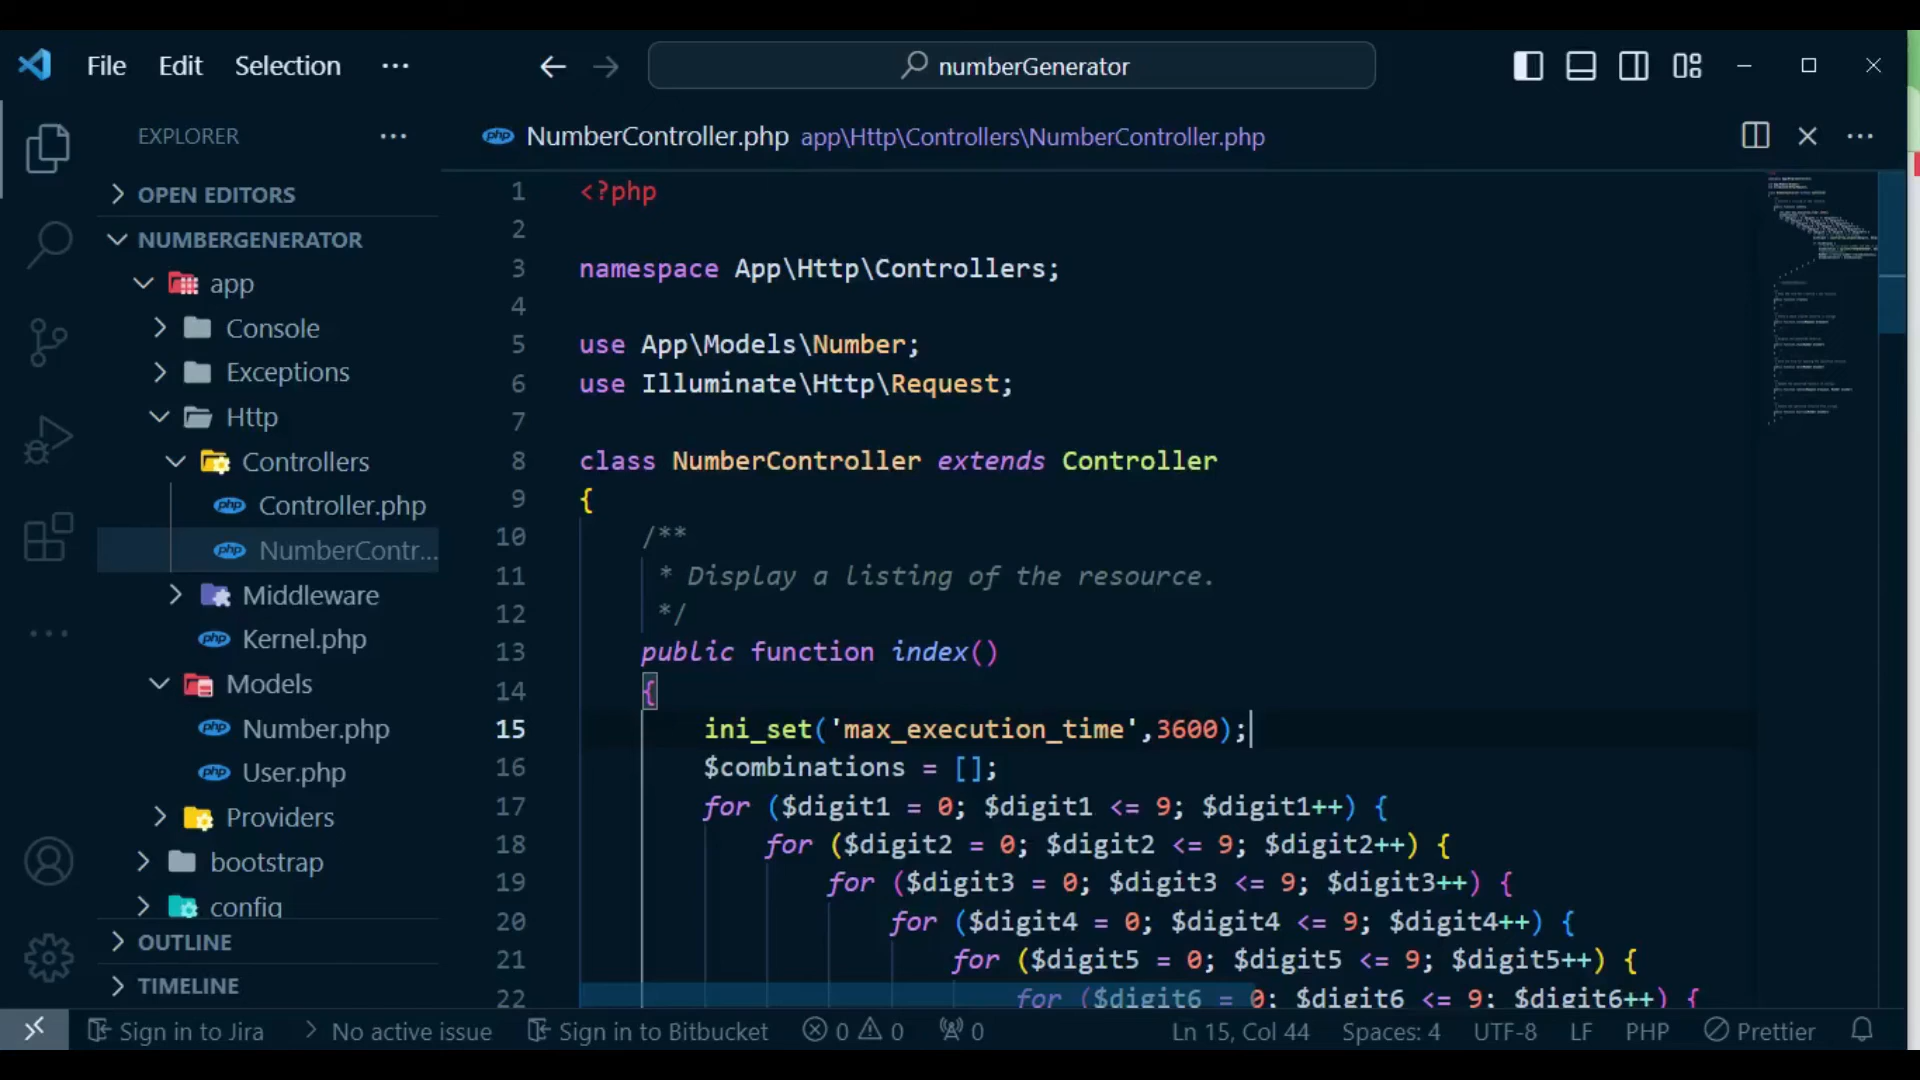 File Edit Selection ···
numberGenerator
EXPLORER ···
OPEN EDITORS
NUMBERGENERATOR
app
Console
Exceptions
Http
Controllers
Controller.php
NumberContr...
Middleware
Kernel.php
Models
Number.php
User.php
Providers
bootstrap
config
OUTLINE
TIMELINE
NumberController.php app\Http\Controllers\NumberController.php
1 <?php
2
3 namespace App\Http\Controllers;
4
5 use App\Models\Number;
6 use Illuminate\Http\Request;
7
8 class NumberController extends Controller
9 {
10 /**
11 * Display a listing of the resource.
12 */
13 public function index()
14 {
15 ini_set('max_execution_time',3600);
16 $combinations = [];
17 for ($digit1 = 0; $digit1 <= 9; $digit1++) {
18 for ($digit2 = 0; $digit2 <= 9; $digit2++) {
19 for ($digit3 = 0; $digit3 <= 9; $digit3++) {
20 for ($digit4 = 0; $digit4 <= 9; $digit4++) {
21 for ($digit5 = 0; $digit5 <= 9; $digit5++) {
22 for ($digit6 = 0; $digit6 <= 9; $digit6++) {
Sign in to Jira No active issue Sign in to Bitbucket 0 0 0 Ln 15, Col 44 Spaces: 4 UTF-8 LF PHP Prettier